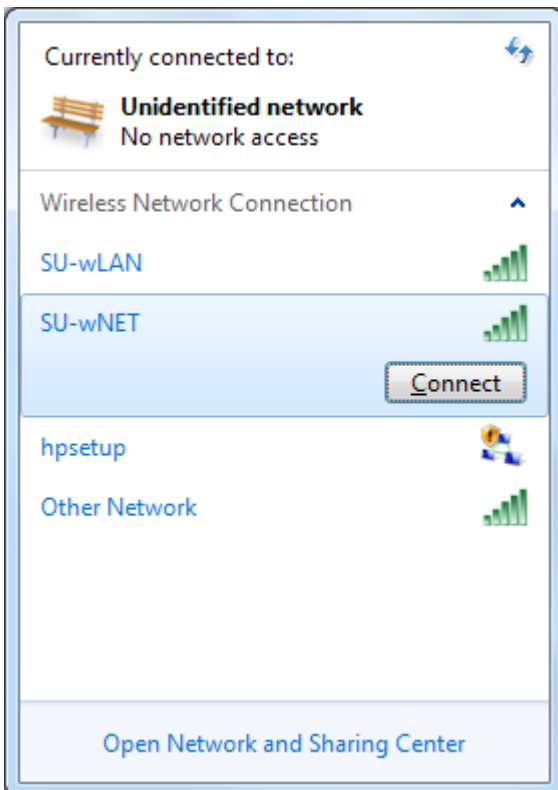 Currently connected to:
Unidentified network
No network access
Wireless Network Connection
SU-wLAN
SU-wNET
Connect
hpsetup
Other Network
Open Network and Sharing Center